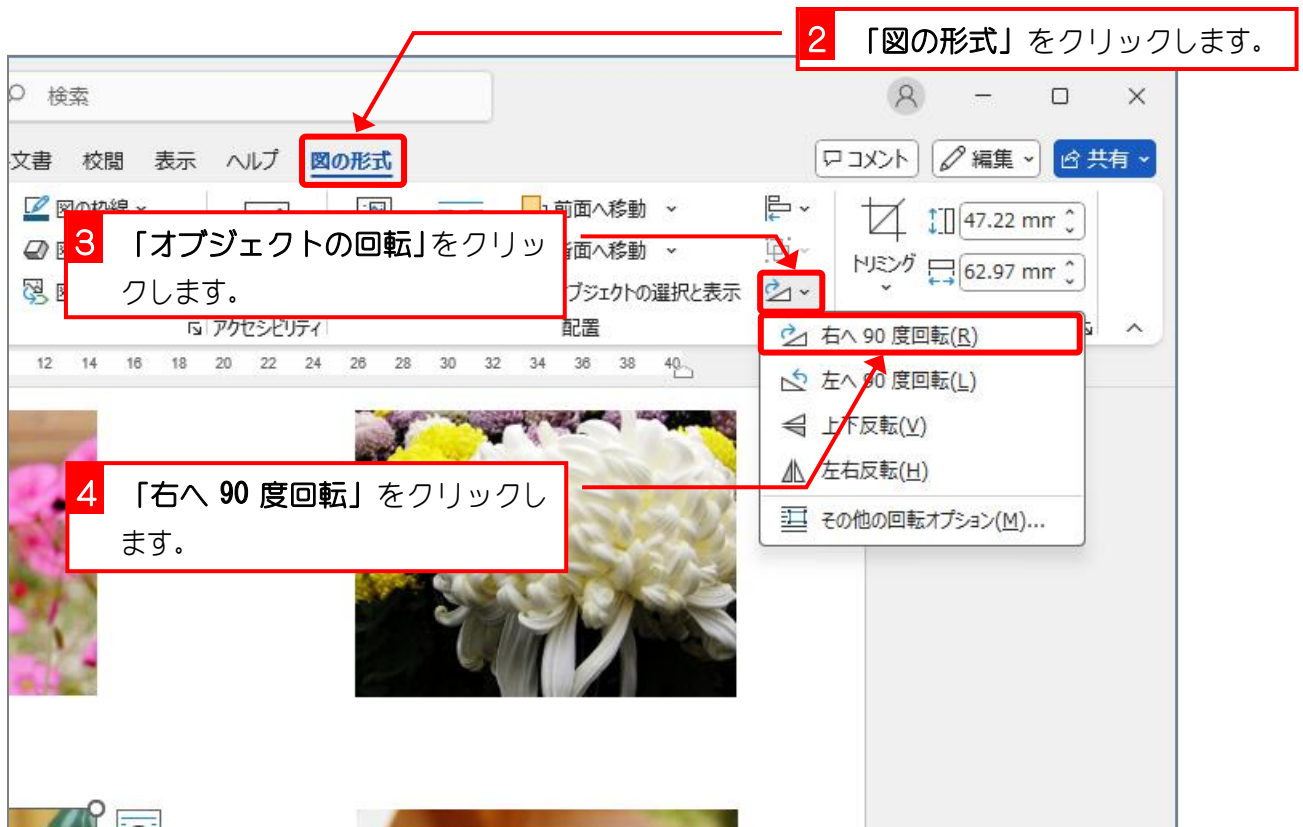 2 「図の形式」をクリックします。
検索
文書 校閲 表示 ヘルプ 図の形式
コメント 編集 共有
図の枠線 前面へ移動
47.22 mm
3 「オブジェクトの回転」をクリッ
クします。
背面へ移動
トリミング 62.97 mm
オブジェクトの選択と表示
アクセシビリティ 配置
右へ 90 度回転(R)
12 14 16 18 20 22 24 26 28 30 32 34 36 38 40
左へ 90 度回転(L)
上下反転(V)
左右反転(H)
その他の回転オプション(M)...
4 「右へ 90 度回転」をクリックし
ます。